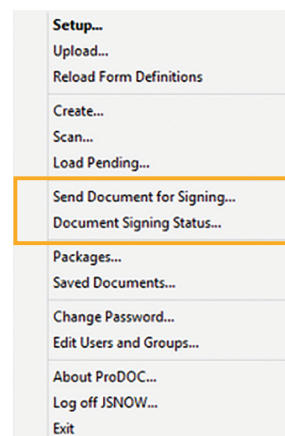 Setup...
Upload...
Reload Form Definitions
Create...
Scan...
Load Pending...
Send Document for Signing...
Document Signing Status...
Packages...
Saved Documents...
Change Password...
Edit Users and Groups...
About ProDOC...
Log off JSNOW...
Exit